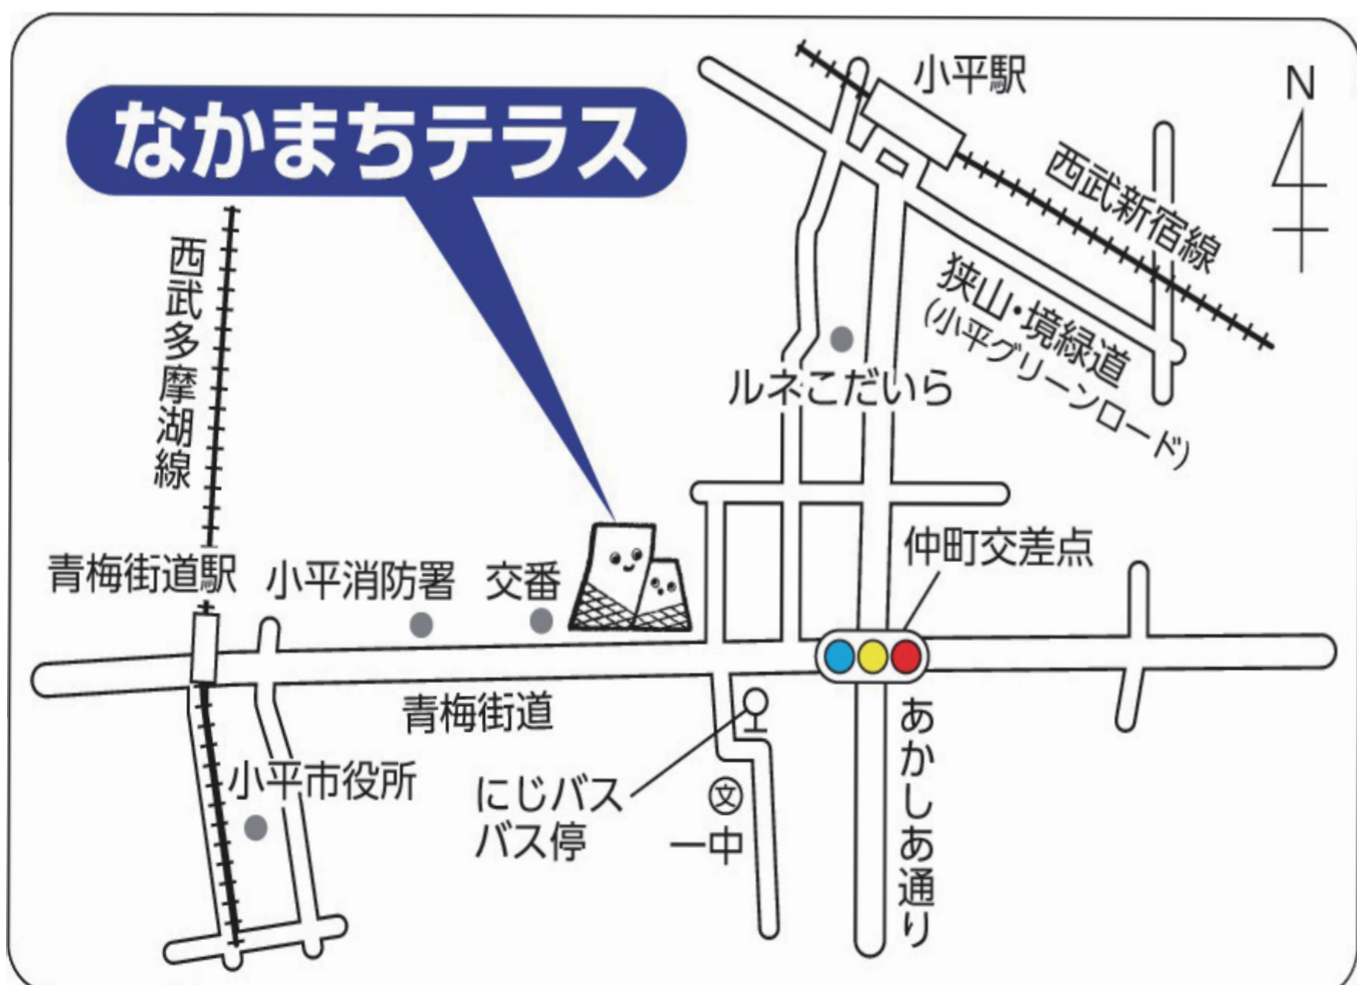 小平駅
N
なかまちテラス
西武新宿線
西武多摩湖線
狭山・境緑道
(小平グリーンロード)
ルネこだいら
仲町交差点
青梅街道駅
小平消防署
交番
青梅街道
あかしあ通り
小平市役所
にじバス
バス停
文
一中